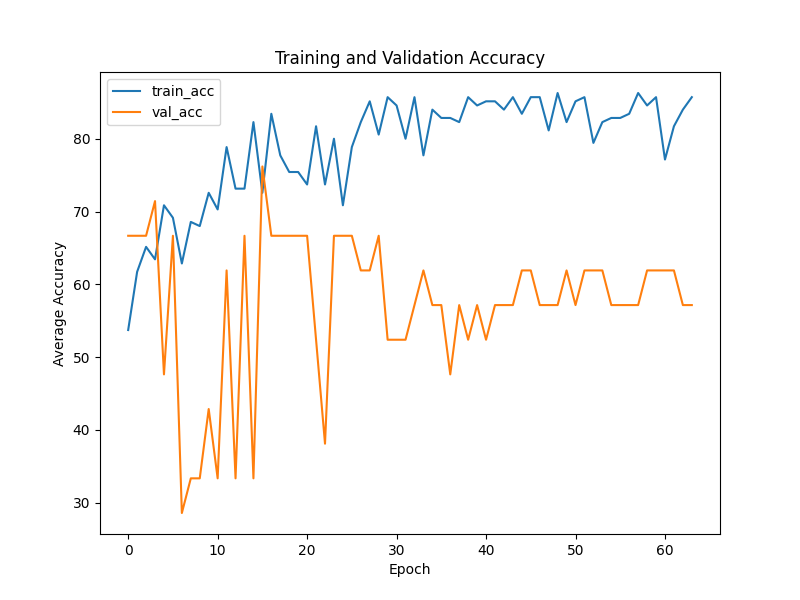 Training and Validation Accuracy
train_acc
val_acc
Average Accuracy
80
70
60
50
40
30
0 10 20 30 40 50 60
Epoch